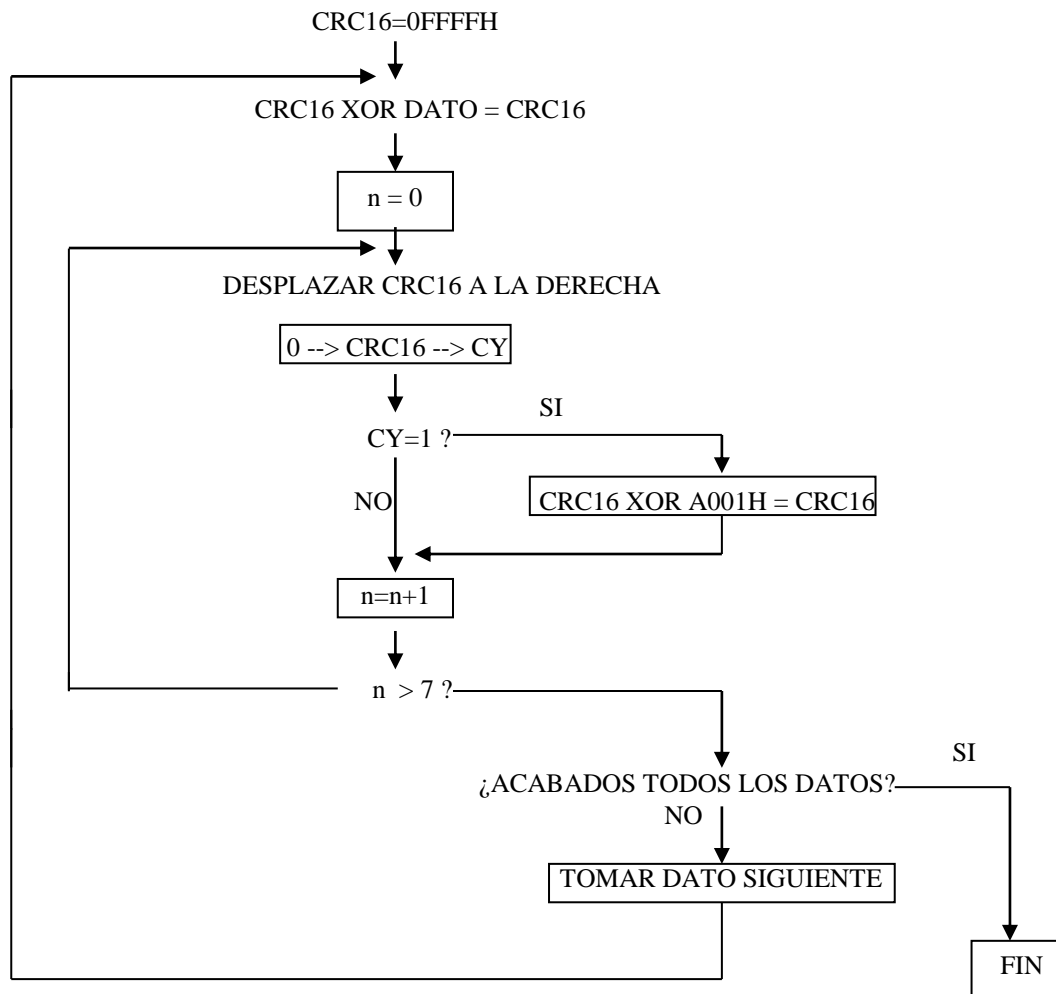 CRC16=0FFFFH
CRC16 XOR DATO = CRC16
n = 0
DESPLAZAR CRC16 A LA DERECHA
0 --> CRC16 --> CY
SI
CY=1 ?
NO
CRC16 XOR A001H = CRC16
n=n+1
n > 7 ?
SI
¿ACABADOS TODOS LOS DATOS?
NO
TOMAR DATO SIGUIENTE
FIN